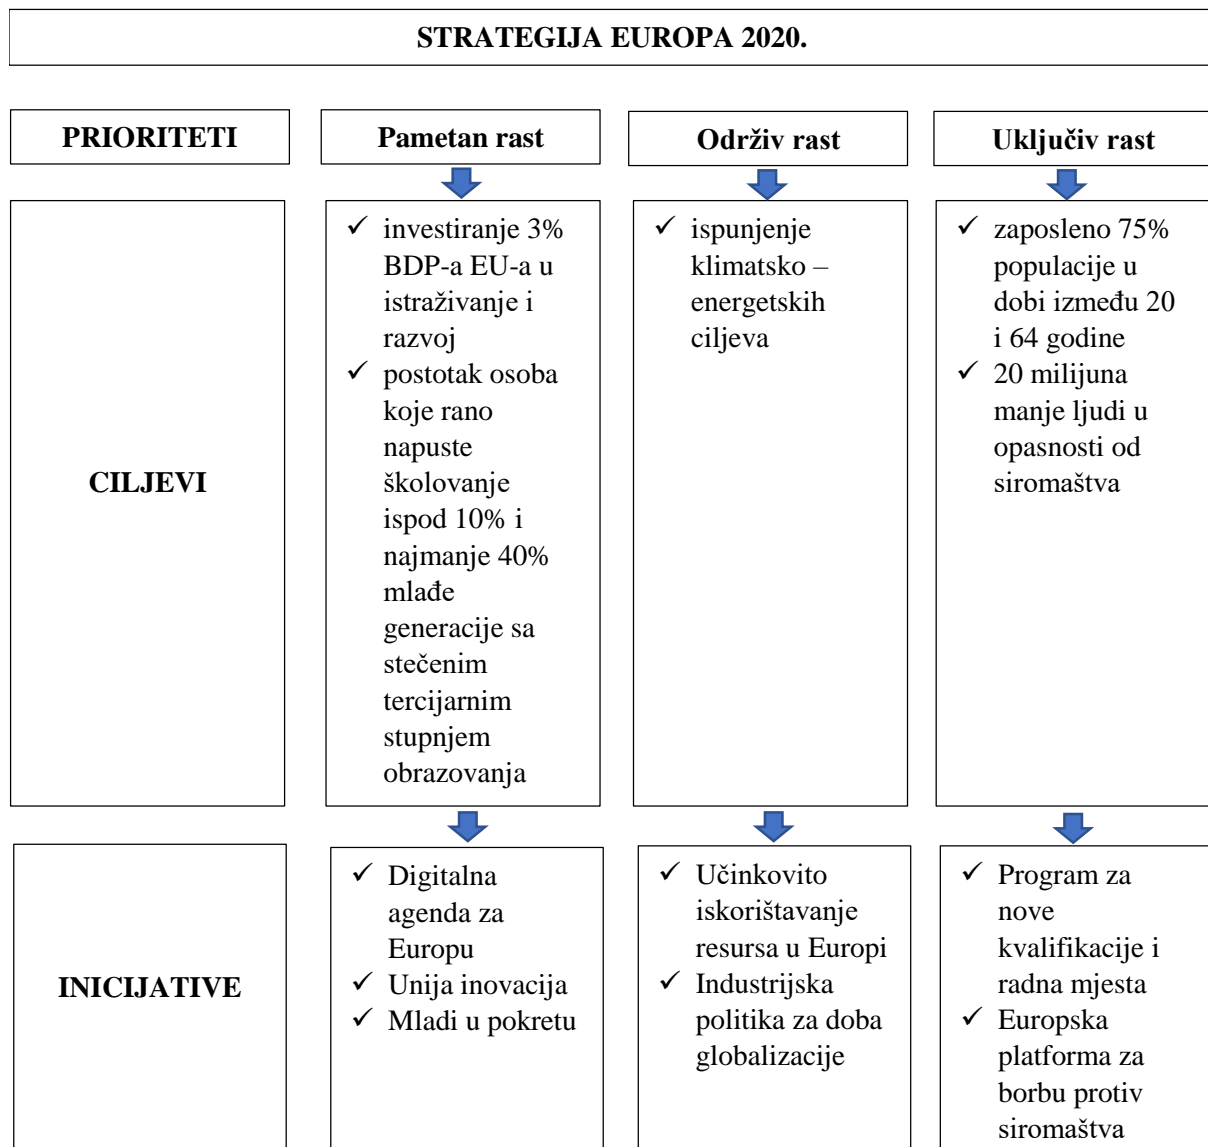 STRATEGIJA EUROPA 2020.
PRIORITETI
Pametan rast
Održiv rast
Uključiv rast
CILJEVI
✓ investiranje 3%
BDP-a EU-a u
istraživanje i
razvoj
✓ postotak osoba
koje rano
napuste
školovanje
ispod 10% i
najmanje 40%
mlađe
generacije sa
stečenim
tercijarnim
stupnjem
obrazovanja
✓ ispunjenje
klimatsko –
energetskih
ciljeva
✓ zaposleno 75%
populacije u
dobi između 20
i 64 godine
✓ 20 milijuna
manje ljudi u
opasnosti od
siromaštva
INICIJATIVE
✓ Digitalna
agenda za
Europu
✓ Unija inovacija
✓ Mladi u pokretu
✓ Učinkovito
iskorištavanje
resursa u Europi
✓ Industrijska
politika za doba
globalizacije
✓ Program za
nove
kvalifikacije i
radna mjesta
✓ Europska
platforma za
borbu protiv
siromaštva